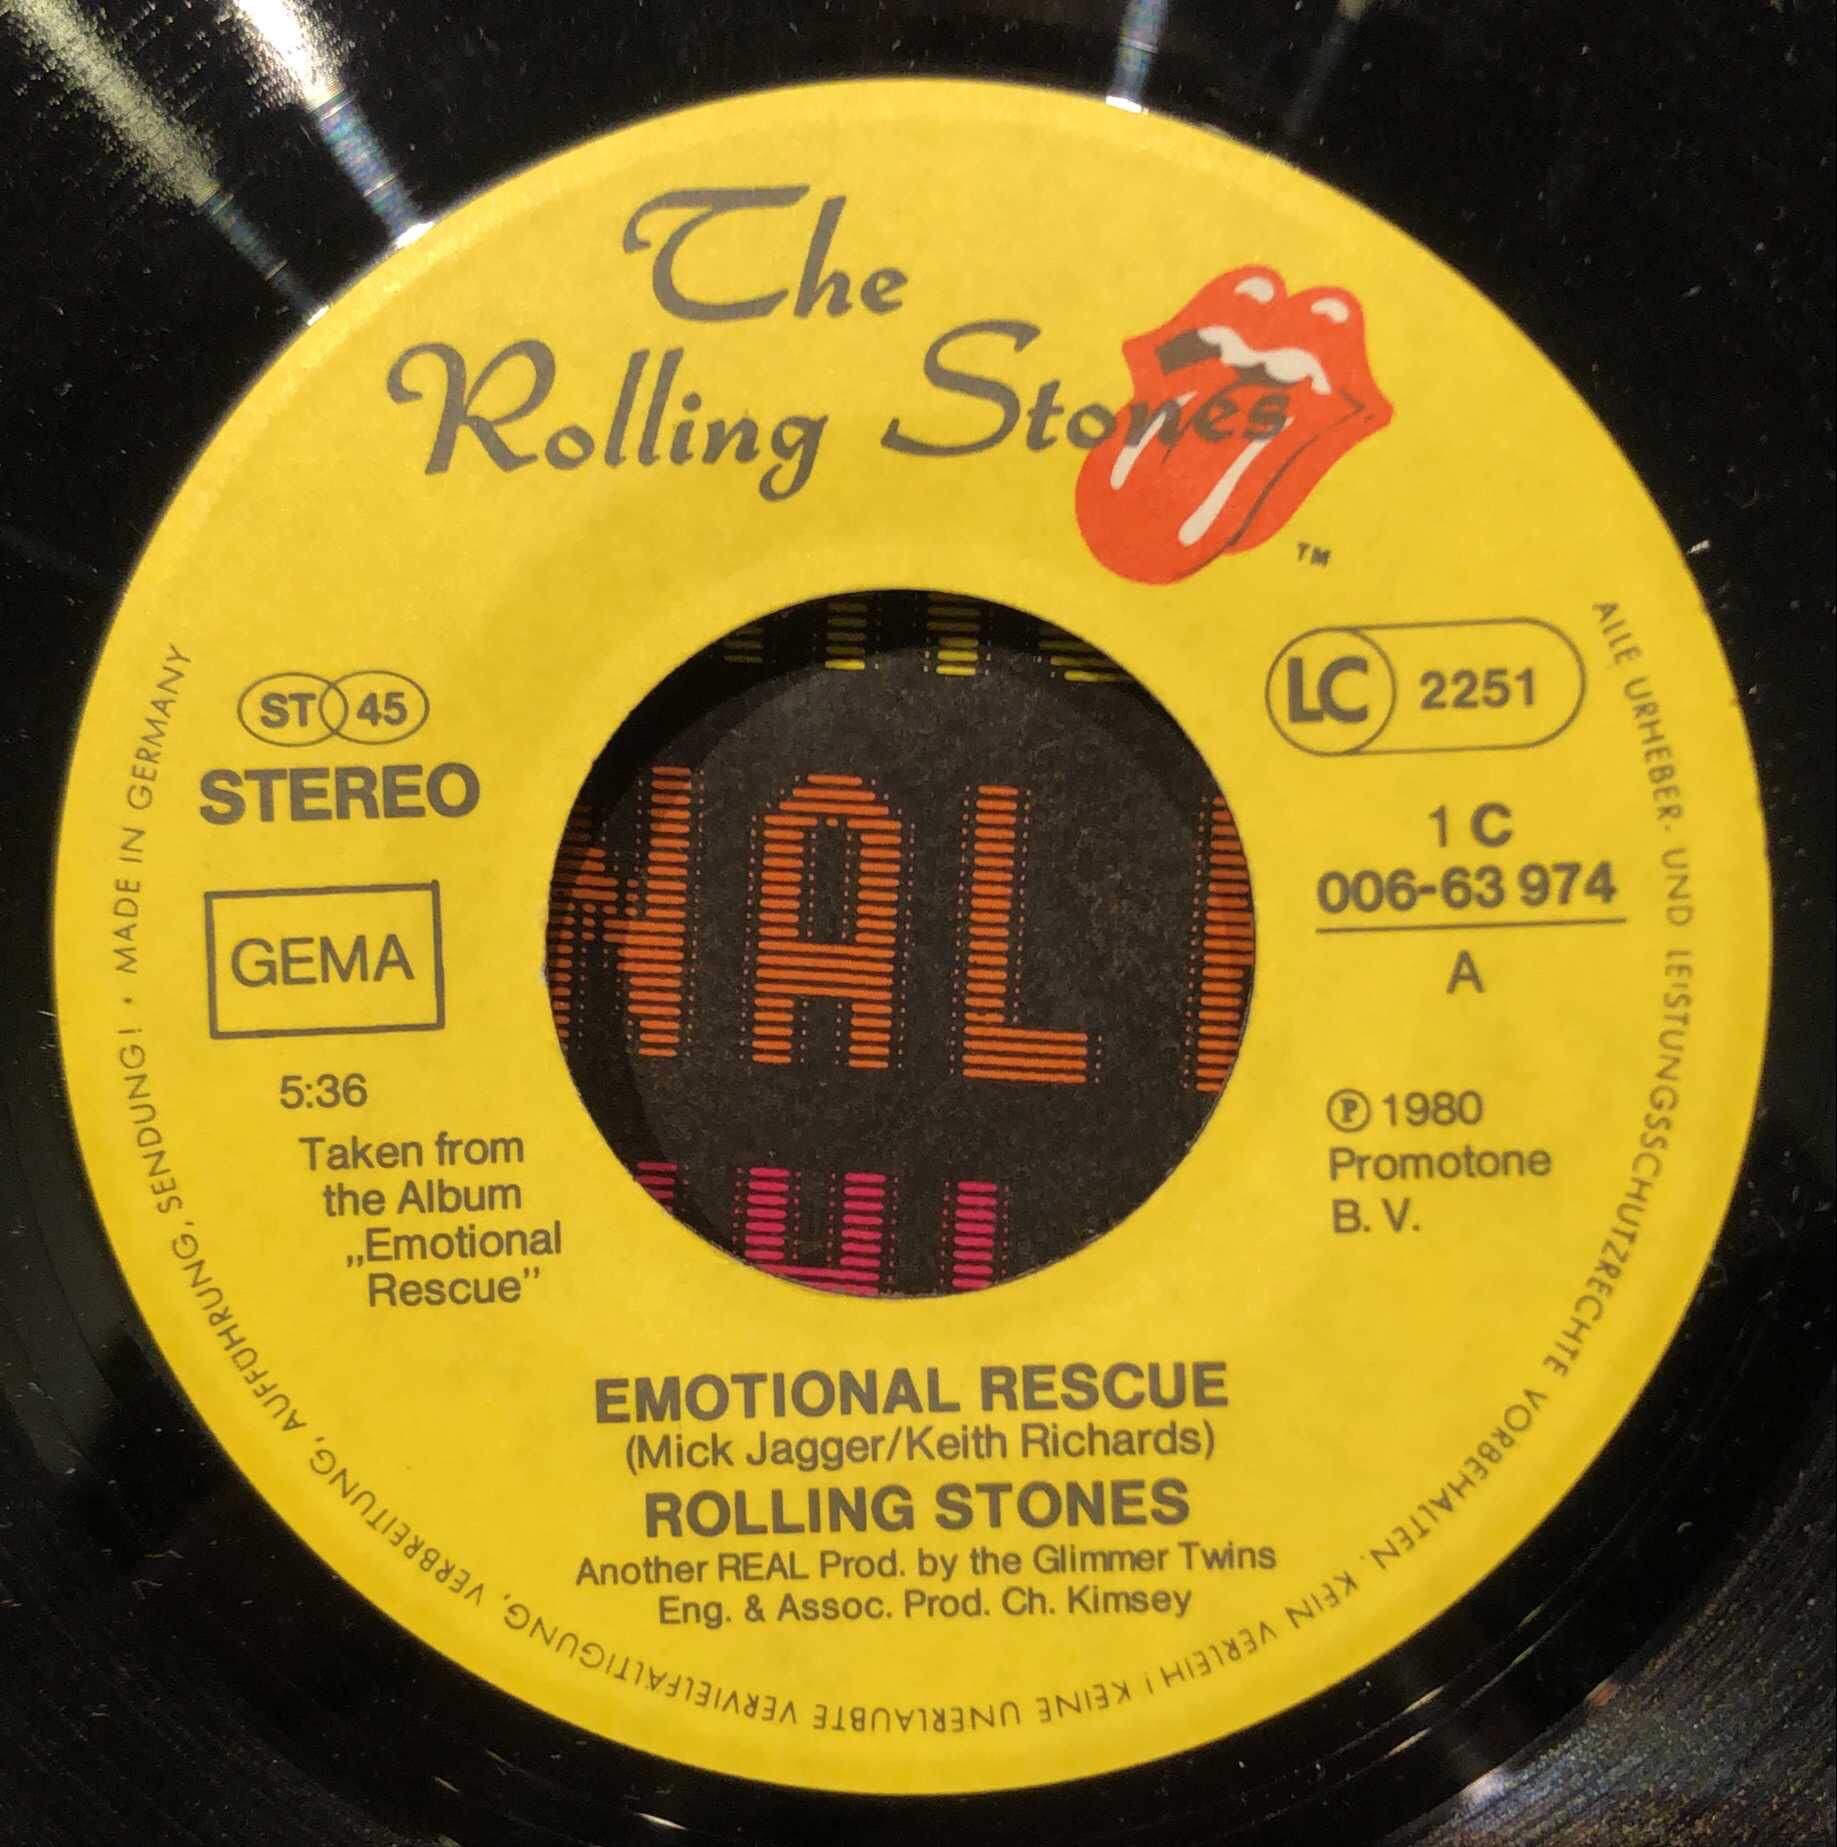 The
Rolling Stones
TM
ST 45
STEREO
GEMA
5:36
Taken from
the Album
„Emotional
Rescue”
LC 2251
1 C
006-63 974
A
℗ 1980
Promotone
B. V.
NAL
EMOTIONAL RESCUE
(Mick Jagger/Keith Richards)
ROLLING STONES
Another REAL Prod. by the Glimmer Twins
Eng. & Assoc. Prod. Ch. Kimsey
ALLE URHEBER- UND LEISTUNGSSCHUTZRECHTE VORBEHALTEN. KEIN VERLEIH! KEINE UNERLAUBTE VERVIELFÄLTIGUNG, VERBREITUNG, AUFFÜHRUNG, SENDUNG! · MADE IN GERMANY